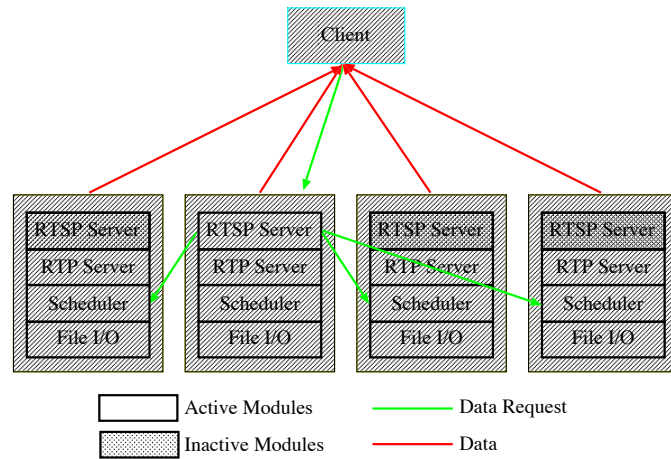 Client
RTSP Server
RTP Server
Scheduler
File I/O
RTSP Server
RTP Server
Scheduler
File I/O
RTSP Server
RTP Server
Scheduler
File I/O
RTSP Server
RTP Server
Scheduler
File I/O
Active Modules
Data Request
Inactive Modules
Data